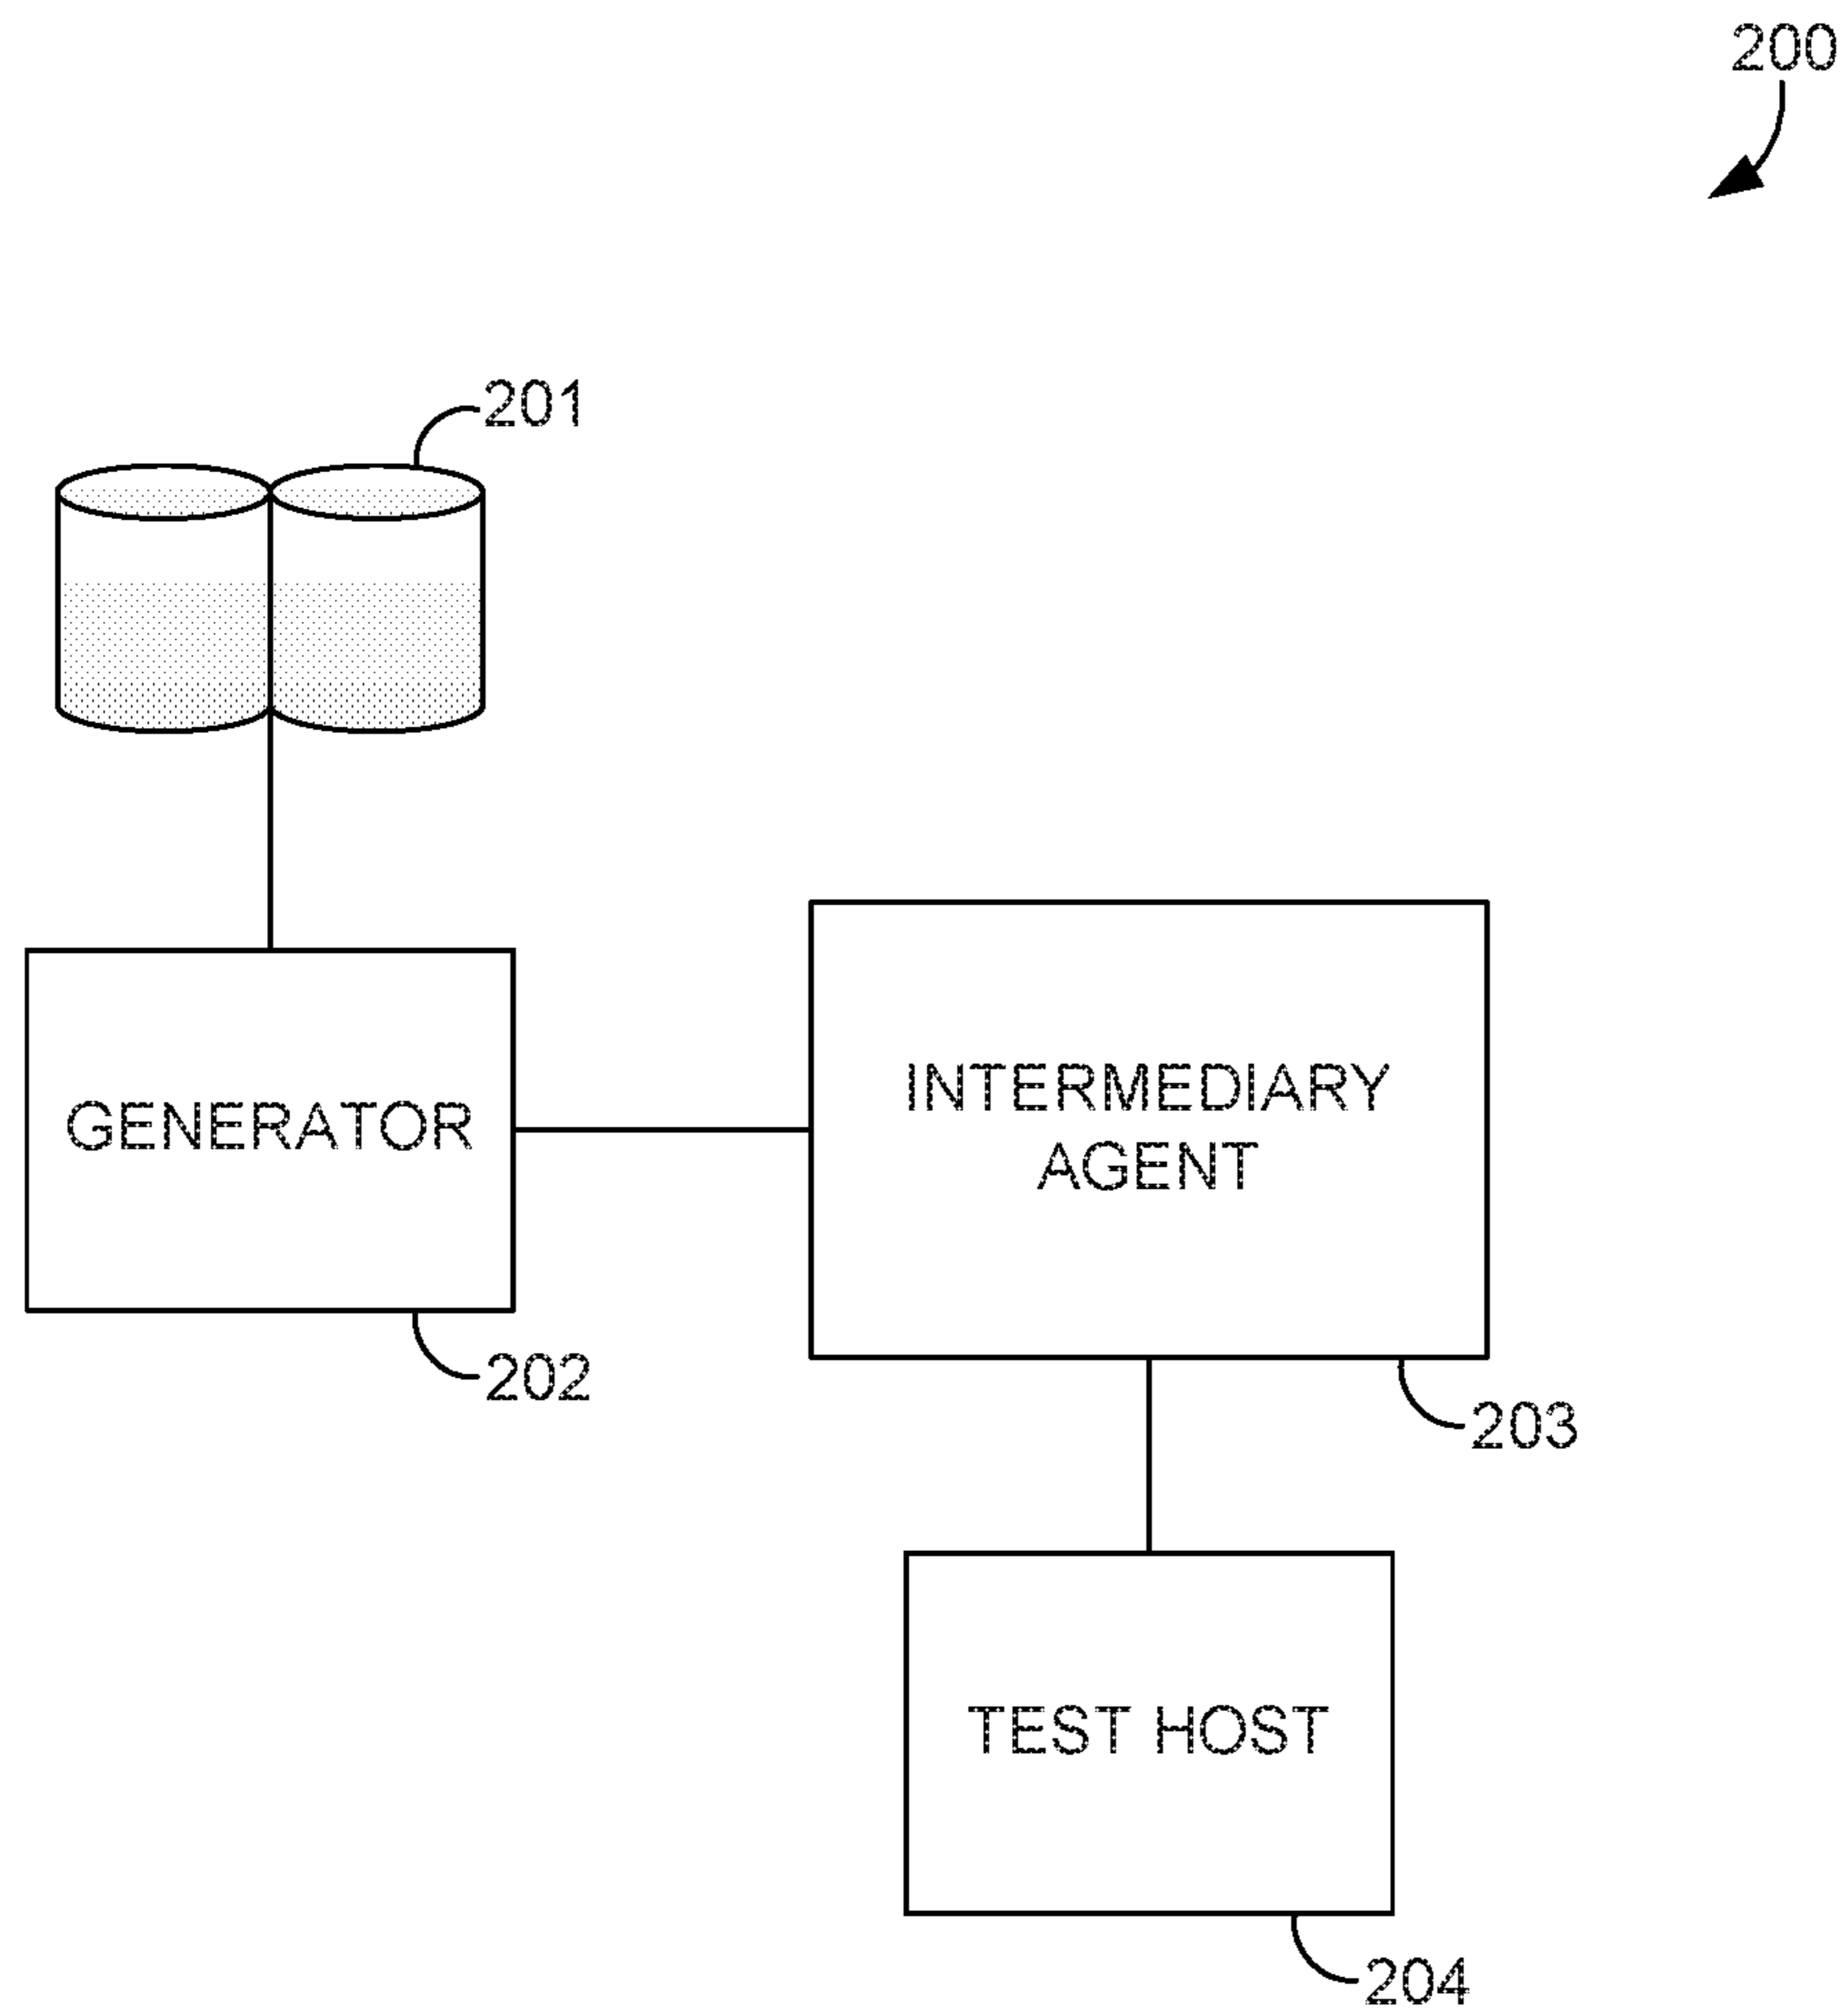 200
201
GENERATOR
INTERMEDIARY
AGENT
202
203
TEST HOST
204